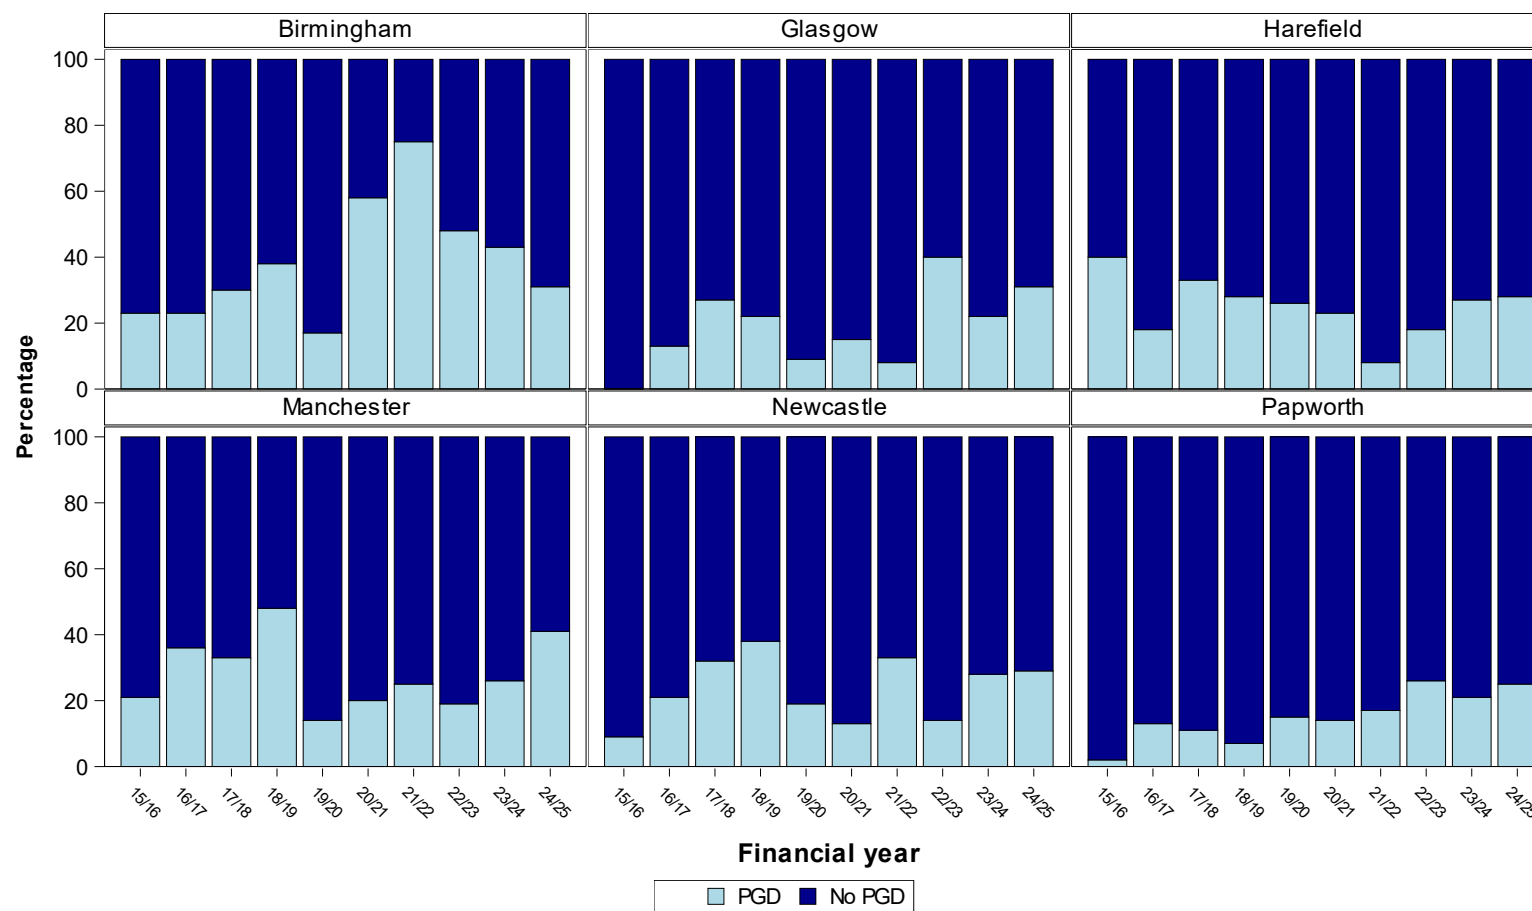 Birmingham Glasgow Harefield
100
80
60
40
20
0
Manchester Newcastle Papworth
100
80
60
40
20
0
Percentage
15/16 16/17 17/18 18/19 19/20 20/21 21/22 22/23 23/24 24/25 15/16 16/17 17/18 18/19 19/20 20/21 21/22 22/23 23/24 24/25 15/16 16/17 17/18 18/19 19/20 20/21 21/22 22/23 23/24 24/25
Financial year
PGD No PGD